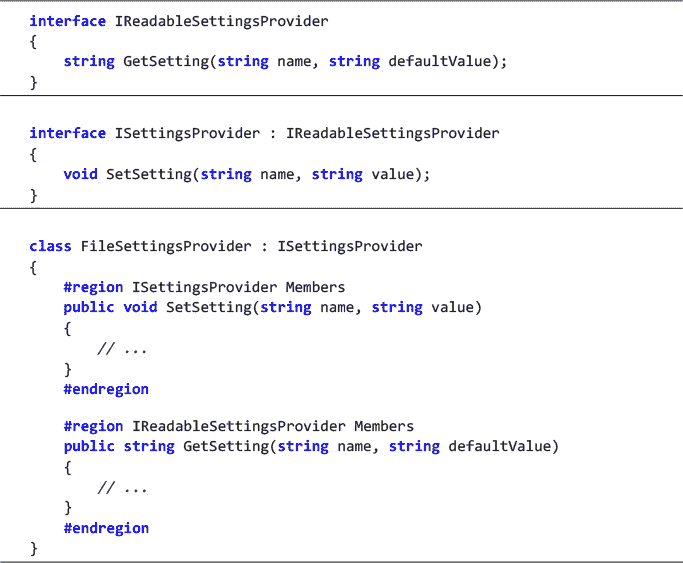 interface IReadableSettingsProvider
{
    string GetSetting(string name, string defaultValue);
}
interface ISettingsProvider : IReadableSettingsProvider
{
    void SetSetting(string name, string value);
}
class FileSettingsProvider : ISettingsProvider
{
    #region ISettingsProvider Members
    public void SetSetting(string name, string value)
    {
        // ...
    }
    #endregion
    #region IReadableSettingsProvider Members
    public string GetSetting(string name, string defaultValue)
    {
        // ...
    }
    #endregion
}